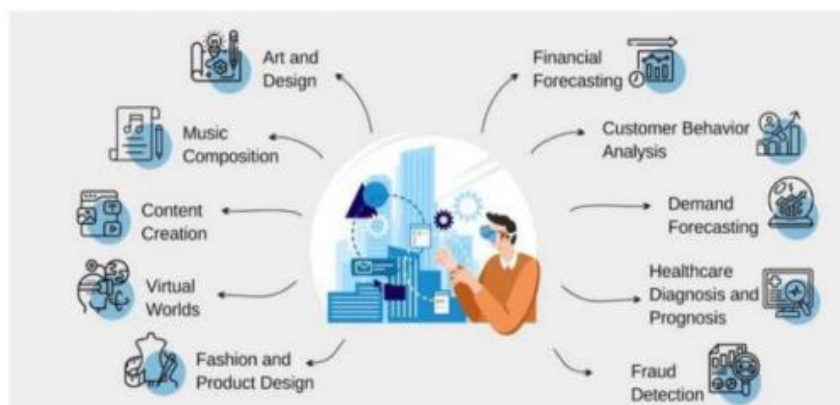 Art and
Design
Music
Composition
Content
Creation
Virtual
Worlds
Fashion and
Product Design
Financial
Forecasting
Customer Behavior
Analysis
Demand
Forecasting
Healthcare
Diagnosis and
Prognosis
Fraud
Detection